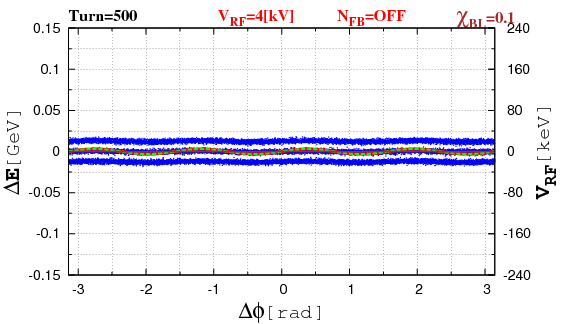 Turn=500 V_RF=4[kV] N_FB=OFF χ_BL=0.1
0.15 240
0.1 160
0.05 80
0 0
-0.05 -80
-0.1 -160
-0.15 -240
ΔE[GeV]
V_RF[keV]
-3 -2 -1 0 1 2 3
Δϕ[rad]